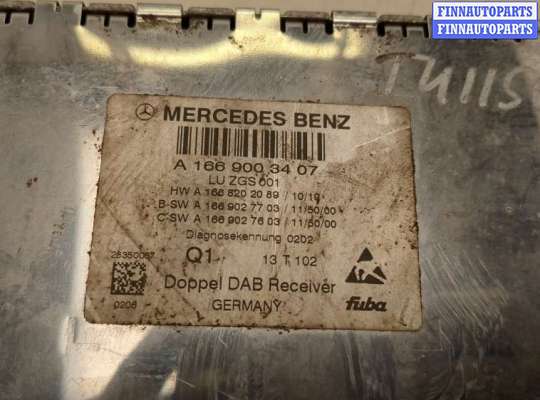 FINNAUTOPARTS
FINNAUTOPARTS
MERCEDES BENZ
A 166 900 34 07
LU ZGS 001
HW A 166 820 20 89 / 10/10
B-SW A 166 902 77 03 / 11/50/00
C-SW A 166 902 76 03 / 11/50/00
Diagnosekennung 0202
28350067
Q1 13 T 102
Doppel DAB Receiver
0206
GERMANY
fuba